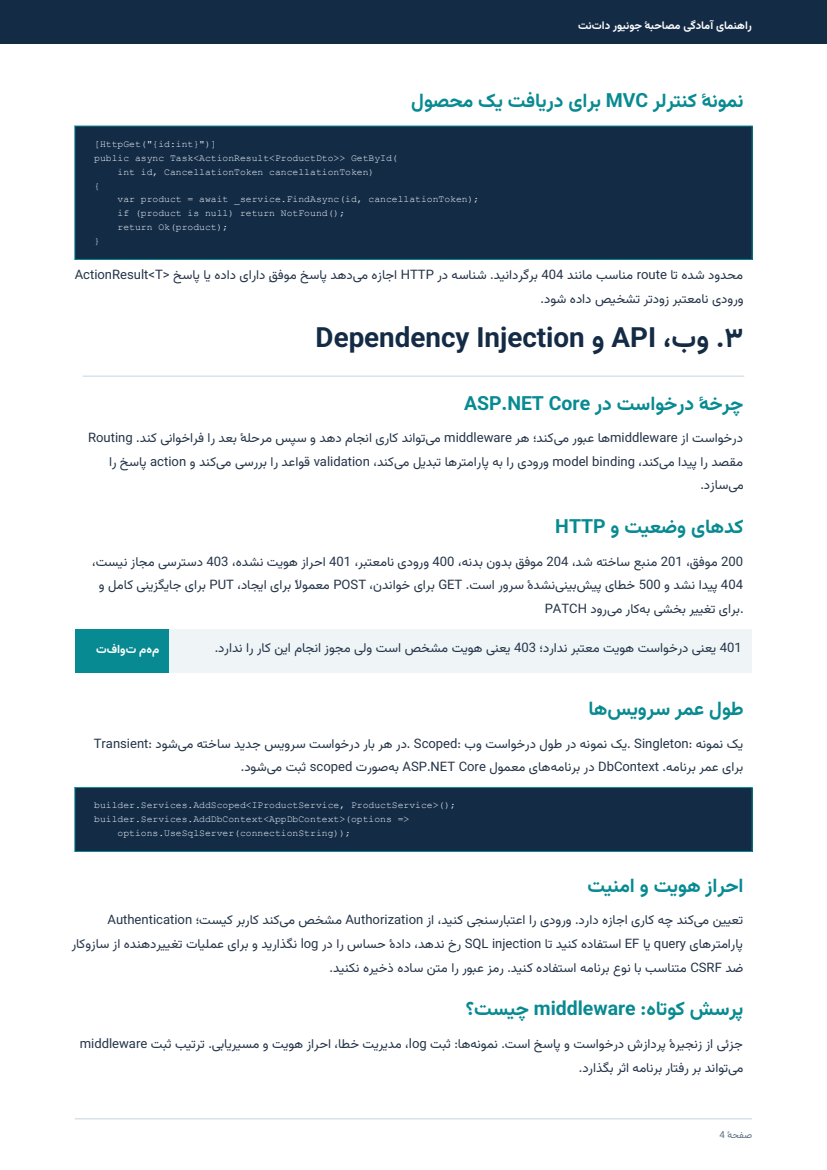 راهنمای آمادگی مصاحبهٔ جونیور دات‌نت
نمونهٔ کنترلر MVC برای دریافت یک محصول
[HttpGet("{id:int}")]
public async Task<ActionResult<ProductDto>> GetById(
    int id, CancellationToken cancellationToken)
{
    var product = await _service.FindAsync(id, cancellationToken);
    if (product is null) return NotFound();
    return Ok(product);
}
محدود شده تا route مناسب مانند 404 برگردانید. شناسه در HTTP اجازه می‌دهد پاسخ موفق دارای داده یا پاسخ ActionResult<T>
ورودی نامعتبر زودتر تشخیص داده شود.
۳. وب، API و Dependency Injection
چرخهٔ درخواست در ASP.NET Core
درخواست از middlewareها عبور می‌کند؛ هر middleware می‌تواند کاری انجام دهد و سپس مرحلهٔ بعد را فراخوانی کند. Routing
مقصد را پیدا می‌کند، model binding ورودی را به پارامترها تبدیل می‌کند، validation قواعد را بررسی می‌کند و action پاسخ را
می‌سازد.
کدهای وضعیت و HTTP
200 موفق، 201 منبع ساخته شد، 204 موفق بدون بدنه، 400 ورودی نامعتبر، 401 احراز هویت نشده، 403 دسترسی مجاز نیست،
404 پیدا نشد و 500 خطای پیش‌بینی‌نشدهٔ سرور است. GET برای خواندن، POST معمولاً برای ایجاد، PUT برای جایگزینی کامل و
.برای تغییر بخشی به‌کار می‌رود PATCH
401 یعنی درخواست هویت معتبر ندارد؛ 403 یعنی هویت مشخص است ولی مجوز انجام این کار را ندارد.
مهم تفاوت
طول عمر سرویس‌ها
یک نمونه :Singleton .یک نمونه در طول درخواست وب :Scoped .در هر بار درخواست سرویس جدید ساخته می‌شود :Transient
برای عمر برنامه. DbContext در برنامه‌های معمول ASP.NET Core به‌صورت scoped ثبت می‌شود.
builder.Services.AddScoped<IProductService, ProductService>();
builder.Services.AddDbContext<AppDbContext>(options =>
    options.UseSqlServer(connectionString));
احراز هویت و امنیت
تعیین می‌کند چه کاری اجازه دارد. ورودی را اعتبارسنجی کنید، از Authorization مشخص می‌کند کاربر کیست؛ Authentication
پارامترهای query یا EF استفاده کنید تا SQL injection رخ ندهد، دادهٔ حساس را در log نگذارید و برای عملیات تغییردهنده از سازوکار
ضد CSRF متناسب با نوع برنامه استفاده کنید. رمز عبور را متن ساده ذخیره نکنید.
پرسش کوتاه: middleware چیست؟
جزئی از زنجیرهٔ پردازش درخواست و پاسخ است. نمونه‌ها: ثبت log، مدیریت خطا، احراز هویت و مسیریابی. ترتیب ثبت middleware
می‌تواند بر رفتار برنامه اثر بگذارد.
صفحهٔ 4